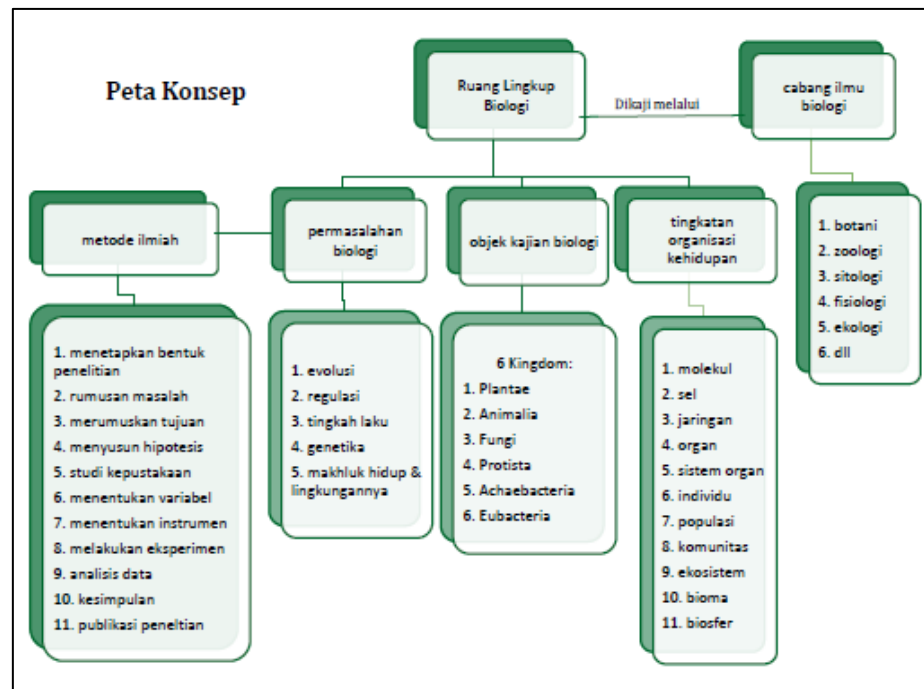 Peta Konsep
Ruang Lingkup
Biologi
Dikaji melalui
cabang ilmu
biologi
metode ilmiah
permasalahan
biologi
objek kajian biologi
tingkatan
organisasi
kehidupan
1. botani
2. zoologi
3. sitologi
4. fisiologi
5. ekologi
6. dll
1. menetapkan bentuk
penelitian
2. rumusan masalah
3. merumuskan tujuan
4. menyusun hipotesis
5. studi kepustakaan
6. menentukan variabel
7. menentukan instrumen
8. melakukan eksperimen
9. analisis data
10. kesimpulan
11. publikasi peneltian
1. evolusi
2. regulasi
3. tingkah laku
4. genetika
5. makhluk hidup &
lingkungannya
6 Kingdom:
1. Plantae
2. Animalia
3. Fungi
4. Protista
5. Achaebacteria
6. Eubacteria
1. molekul
2. sel
3. jaringan
4. organ
5. sistem organ
6. individu
7. populasi
8. komunitas
9. ekosistem
10. bioma
11. biosfer